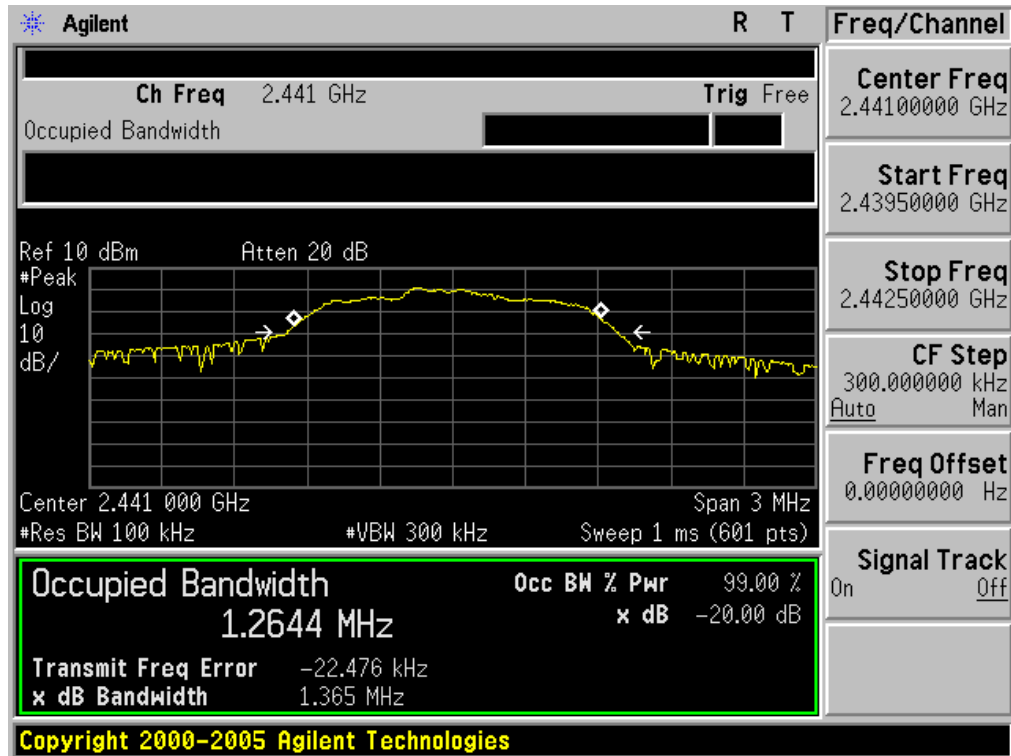 Agilent R T
Ch Freq 2.441 GHz Trig Free
Occupied Bandwidth
Ref 10 dBm Atten 20 dB
#Peak
Log
10
dB/
Center 2.441 000 GHz Span 3 MHz
#Res BW 100 kHz #VBW 300 kHz Sweep 1 ms (601 pts)
Occupied Bandwidth
1.2644 MHz
Occ BW % Pwr 99.00 %
x dB -20.00 dB
Transmit Freq Error -22.476 kHz
x dB Bandwidth 1.365 MHz
Copyright 2000-2005 Agilent Technologies
Freq/Channel
Center Freq
2.44100000 GHz
Start Freq
2.43950000 GHz
Stop Freq
2.44250000 GHz
CF Step
300.000000 kHz
Auto Man
Freq Offset
0.00000000 Hz
Signal Track
On Off